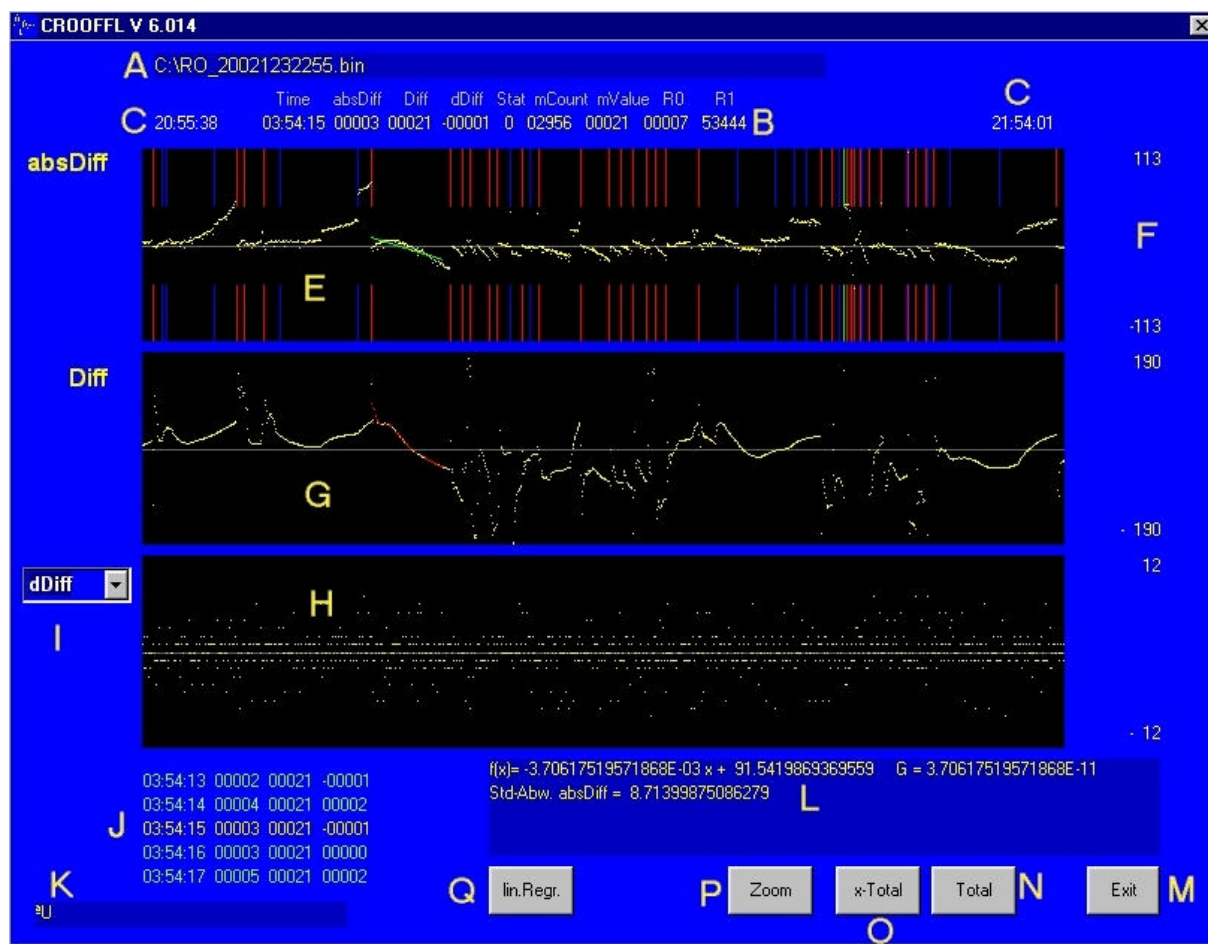 CROOFFL V 6.014
A C:\RO_20021232255.bin
Time absDiff Diff dDiff Stat mCount mValue R0 R1
C
C 20:55:38 03:54:15 00003 00021 -00001 0 02956 00021 00007 53444 B 21:54:01
absDiff 113
F
E
-113
Diff 190
G
- 190
dDiff 12
H
I
- 12
f(x)= -3.70617519571868E-03 x + 91.5419869369559 G = 3.70617519571868E-11
Std-Abw. absDiff = 8.71399875086279 L
03:54:13 00002 00021 -00001
03:54:14 00004 00021 00002
J 03:54:15 00003 00021 -00001
03:54:16 00003 00021 00000
03:54:17 00005 00021 00002
K
ªU
Q lin.Regr. P Zoom x-Total Total N Exit M
O